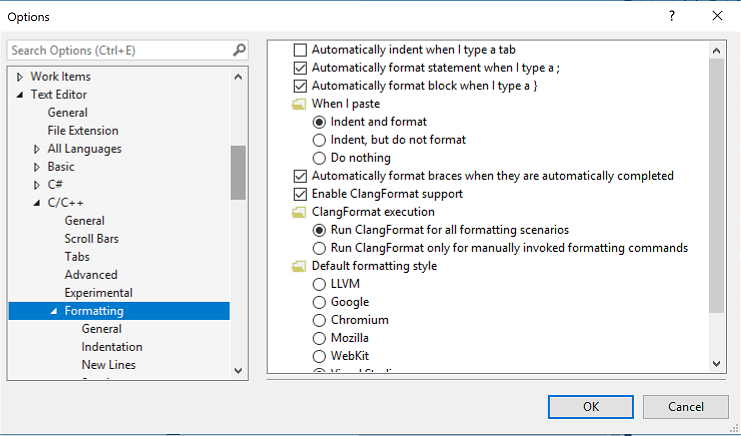 Options
Search Options (Ctrl+E)
Work Items
Text Editor
General
File Extension
All Languages
Basic
C#
C/C++
General
Scroll Bars
Tabs
Advanced
Experimental
Formatting
General
Indentation
New Lines
Automatically indent when I type a tab
Automatically format statement when I type a ;
Automatically format block when I type a }
When I paste
Indent and format
Indent, but do not format
Do nothing
Automatically format braces when they are automatically completed
Enable ClangFormat support
ClangFormat execution
Run ClangFormat for all formatting scenarios
Run ClangFormat only for manually invoked formatting commands
Default formatting style
LLVM
Google
Chromium
Mozilla
WebKit
OK
Cancel